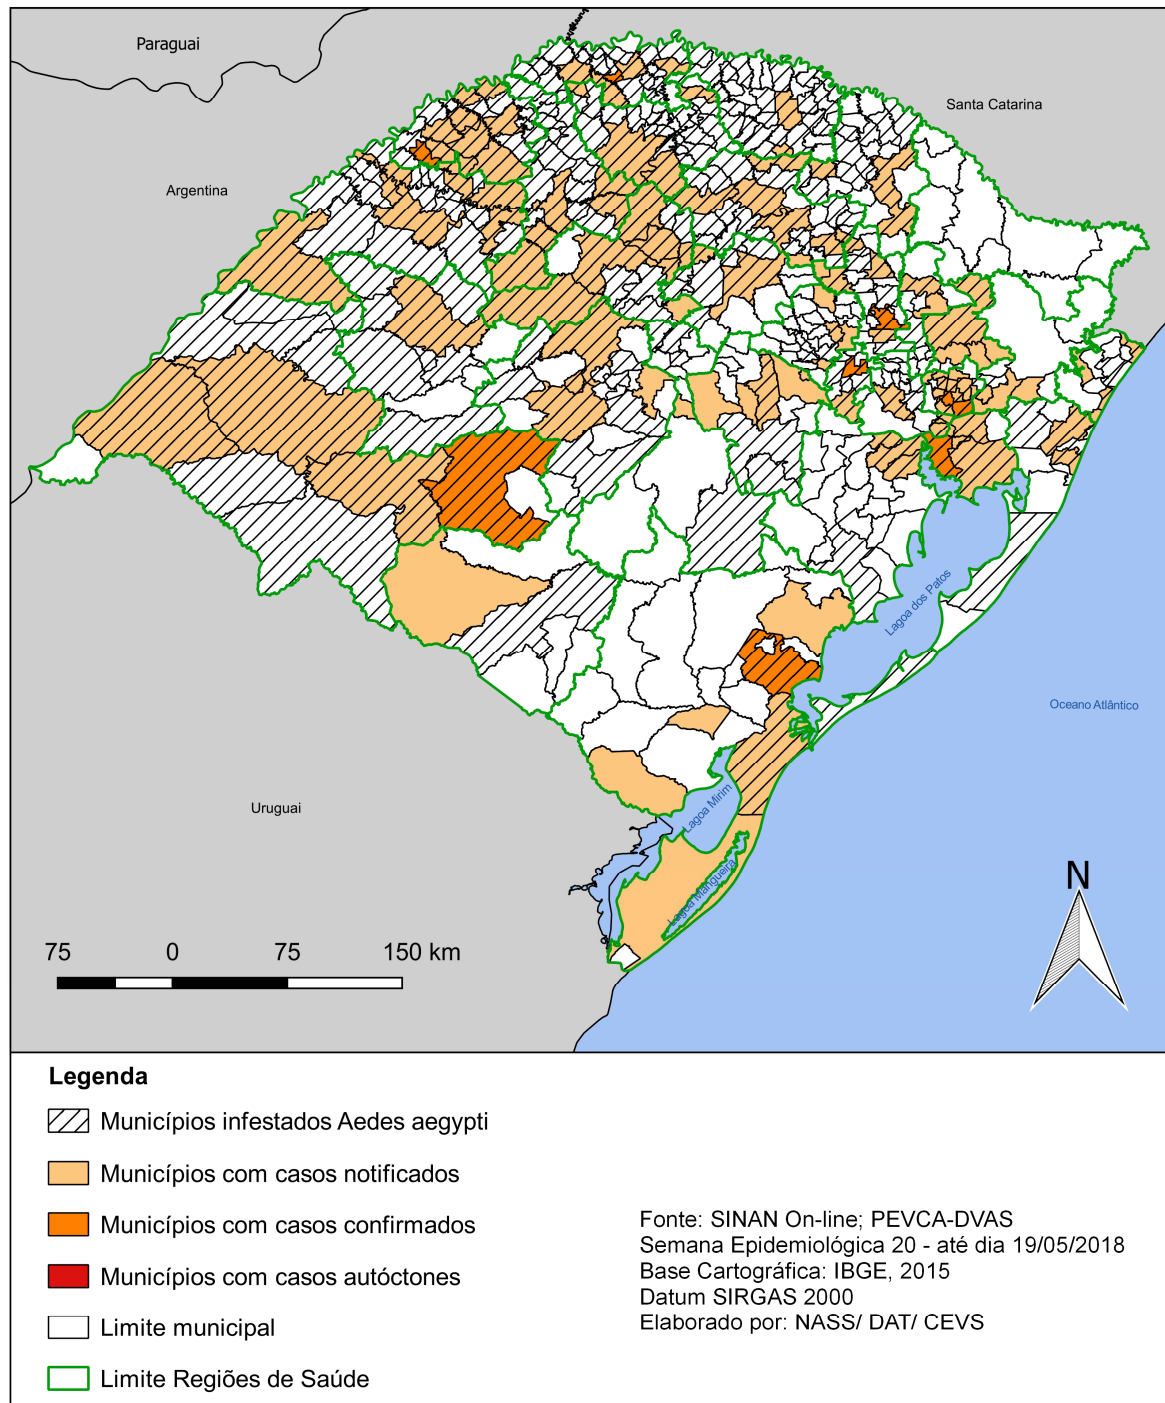 Paraguai
Santa Catarina
Argentina
Lagoa dos Patos
Oceano Atlântico
Uruguai
Lagoa Mirim
Lagoa Mangueira
N
75 0 75 150 km
Legenda
Municípios infestados Aedes aegypti
Municípios com casos notificados
Municípios com casos confirmados
Municípios com casos autóctones
Limite municipal
Limite Regiões de Saúde
Fonte: SINAN On-line; PEVCA-DVAS
Semana Epidemiológica 20 - até dia 19/05/2018
Base Cartográfica: IBGE, 2015
Datum SIRGAS 2000
Elaborado por: NASS/ DAT/ CEVS